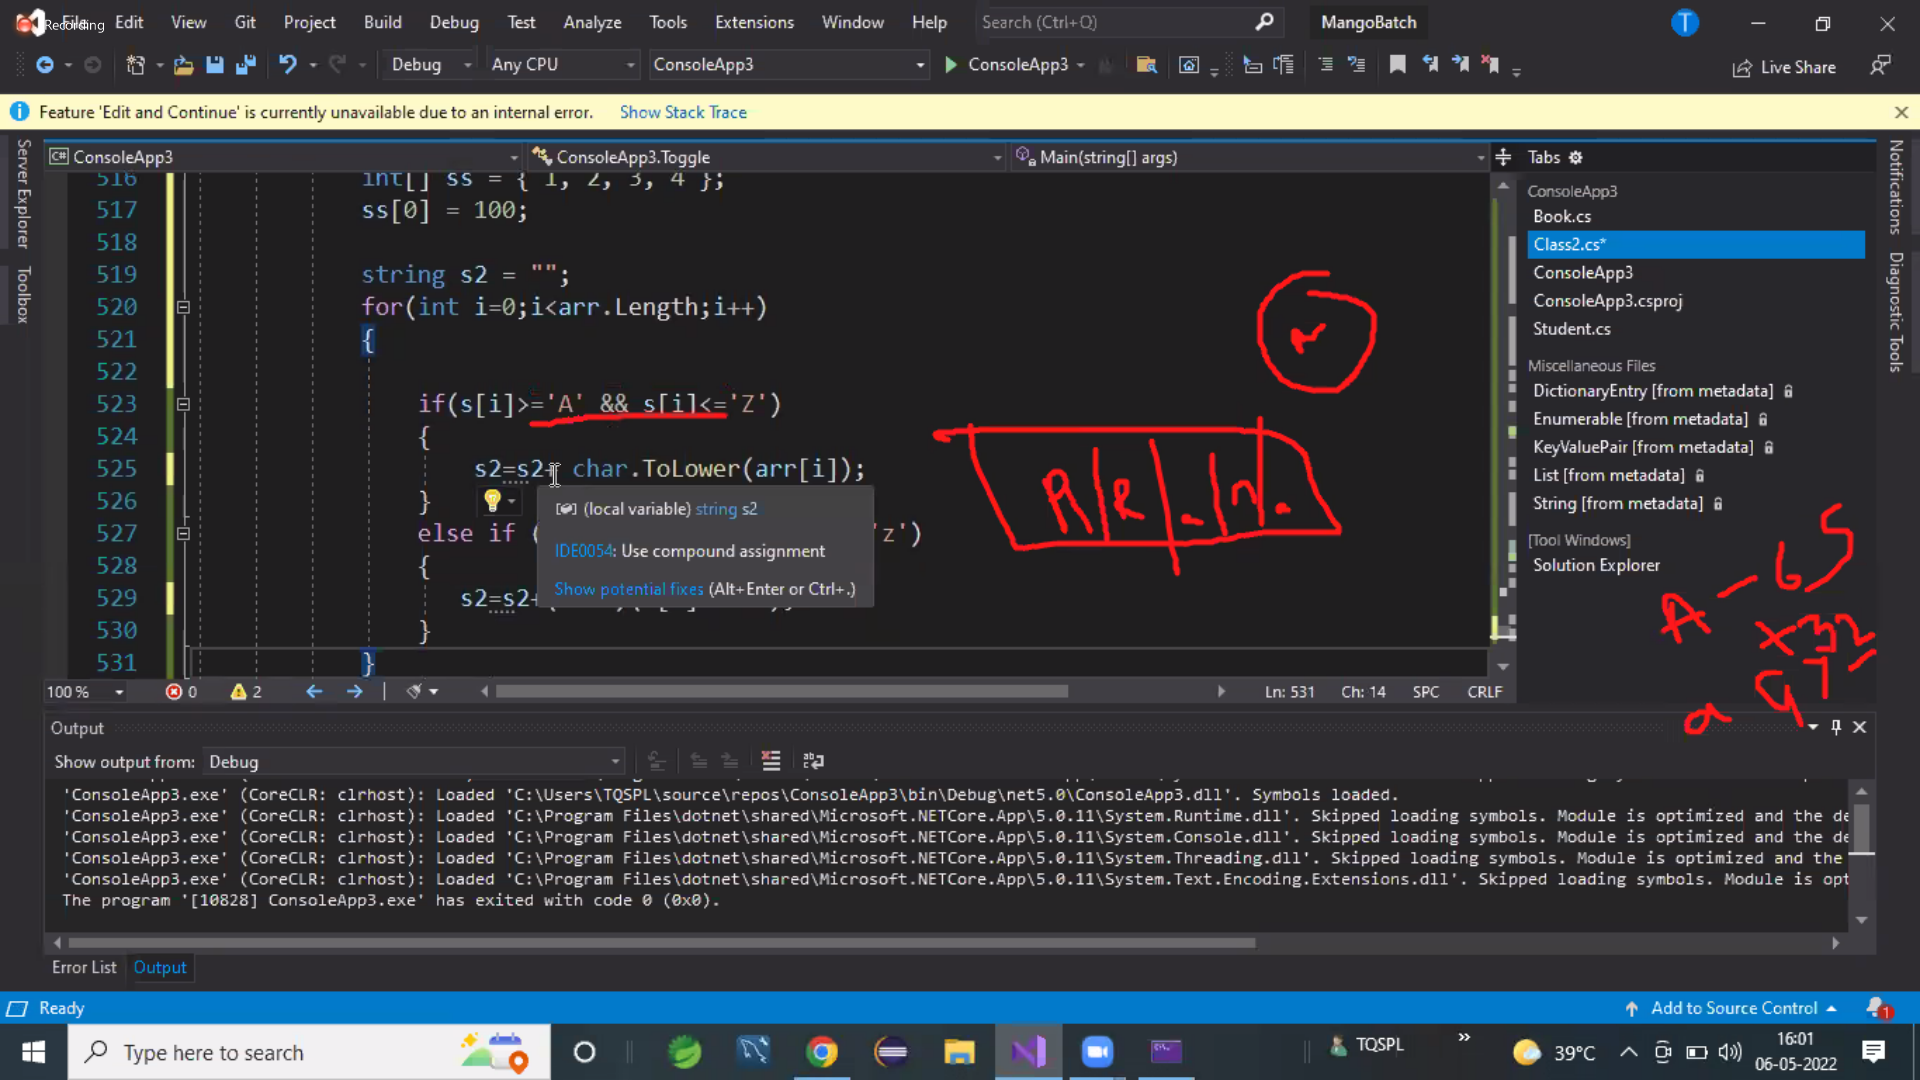 Recording
File Edit View Git Project Build Debug Test Analyze Tools Extensions Window Help Search (Ctrl+Q) MangoBatch T
Debug Any CPU ConsoleApp3 ConsoleApp3 Live Share
Feature 'Edit and Continue' is currently unavailable due to an internal error. Show Stack Trace
Server Explorer
Toolbox
Notifications
Diagnostic Tools
C# ConsoleApp3 ConsoleApp3.Toggle Main(string[] args)
516 int[] ss = { 1, 2, 3, 4 };
517 ss[0] = 100;
518
519 string s2 = "";
520 for(int i=0;i<arr.Length;i++)
521 {
522
523 if(s[i]>='A' && s[i]<='Z')
524 {
525 s2=s2+ char.ToLower(arr[i]);
526 }
527 else if ( 'z')
528 {
529 s2=s2+(
530 }
531 }
(local variable) string s2
IDE0054: Use compound assignment
Show potential fixes (Alt+Enter or Ctrl+.)
A R . n .
A - 65
32
a 97
Tabs
ConsoleApp3
Book.cs
Class2.cs*
ConsoleApp3
ConsoleApp3.csproj
Student.cs
Miscellaneous Files
DictionaryEntry [from metadata]
Enumerable [from metadata]
KeyValuePair [from metadata]
List [from metadata]
String [from metadata]
[Tool Windows]
Solution Explorer
100 % 0 2 Ln: 531 Ch: 14 SPC CRLF
Output
Show output from: Debug
'ConsoleApp3.exe' (CoreCLR: clrhost): Loaded 'C:\Users\TQSPL\source\repos\ConsoleApp3\bin\Debug\net5.0\ConsoleApp3.dll'. Symbols loaded.
'ConsoleApp3.exe' (CoreCLR: clrhost): Loaded 'C:\Program Files\dotnet\shared\Microsoft.NETCore.App\5.0.11\System.Runtime.dll'. Skipped loading symbols. Module is optimized and the de
'ConsoleApp3.exe' (CoreCLR: clrhost): Loaded 'C:\Program Files\dotnet\shared\Microsoft.NETCore.App\5.0.11\System.Console.dll'. Skipped loading symbols. Module is optimized and the de
'ConsoleApp3.exe' (CoreCLR: clrhost): Loaded 'C:\Program Files\dotnet\shared\Microsoft.NETCore.App\5.0.11\System.Threading.dll'. Skipped loading symbols. Module is optimized and the
'ConsoleApp3.exe' (CoreCLR: clrhost): Loaded 'C:\Program Files\dotnet\shared\Microsoft.NETCore.App\5.0.11\System.Text.Encoding.Extensions.dll'. Skipped loading symbols. Module is opt
The program '[10828] ConsoleApp3.exe' has exited with code 0 (0x0).
Error List Output
Ready Add to Source Control 1
Type here to search TQSPL 39°C 16:01
06-05-2022